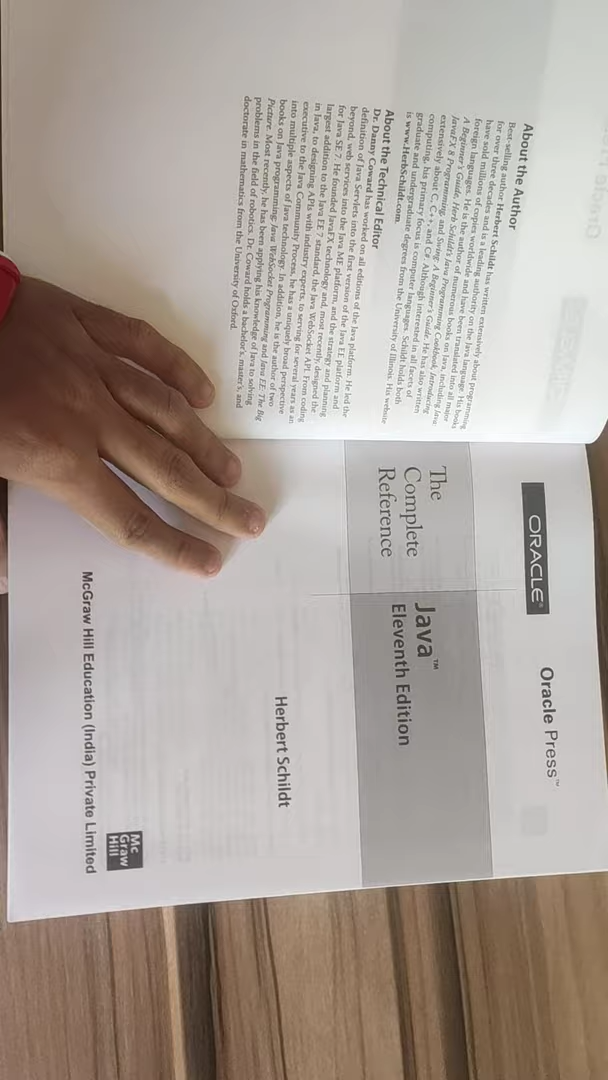 About the Author
Best-selling author Herbert Schildt has written extensively about programming
for over three decades and is a leading authority on the Java language. His books
have sold millions of copies worldwide and have been translated into all major
foreign languages. He is the author of numerous books on Java, including Java:
A Beginner's Guide, Herb Schildt's Java Programming Cookbook, Introducing
JavaFX 8 Programming, and Swing: A Beginner's Guide. He has also written
extensively about C, C++, and C#. Although interested in all facets of
computing, his primary focus is computer languages. Schildt holds both
graduate and undergraduate degrees from the University of Illinois. His website
is www.HerbSchildt.com.
About the Technical Editor
Dr. Danny Coward has worked on all editions of the Java platform. He led the
definition of Java Servlets into the first version of the Java EE platform and
beyond, web services into the Java ME platform, and the strategy and planning
for Java SE 7. He founded JavaFX technology and, most recently, designed the
largest addition to the Java EE 7 standard, the Java WebSocket API. From coding
in Java, to designing APIs with industry experts, to serving for several years as an
executive to the Java Community Process, he has a uniquely broad perspective
into multiple aspects of Java technology. In addition, he is the author of two
books on Java programming: Java WebSocket Programming and Java EE: The Big
Picture. Most recently, he has been applying his knowledge of Java to solving
problems in the field of robotics. Dr. Coward holds a bachelor's, master's, and
doctorate in mathematics from the University of Oxford.
ORACLE®
Oracle Press™
The
Complete
Reference
Java™
Eleventh Edition
Herbert Schildt
Mc
Graw
Hill
McGraw Hill Education (India) Private Limited